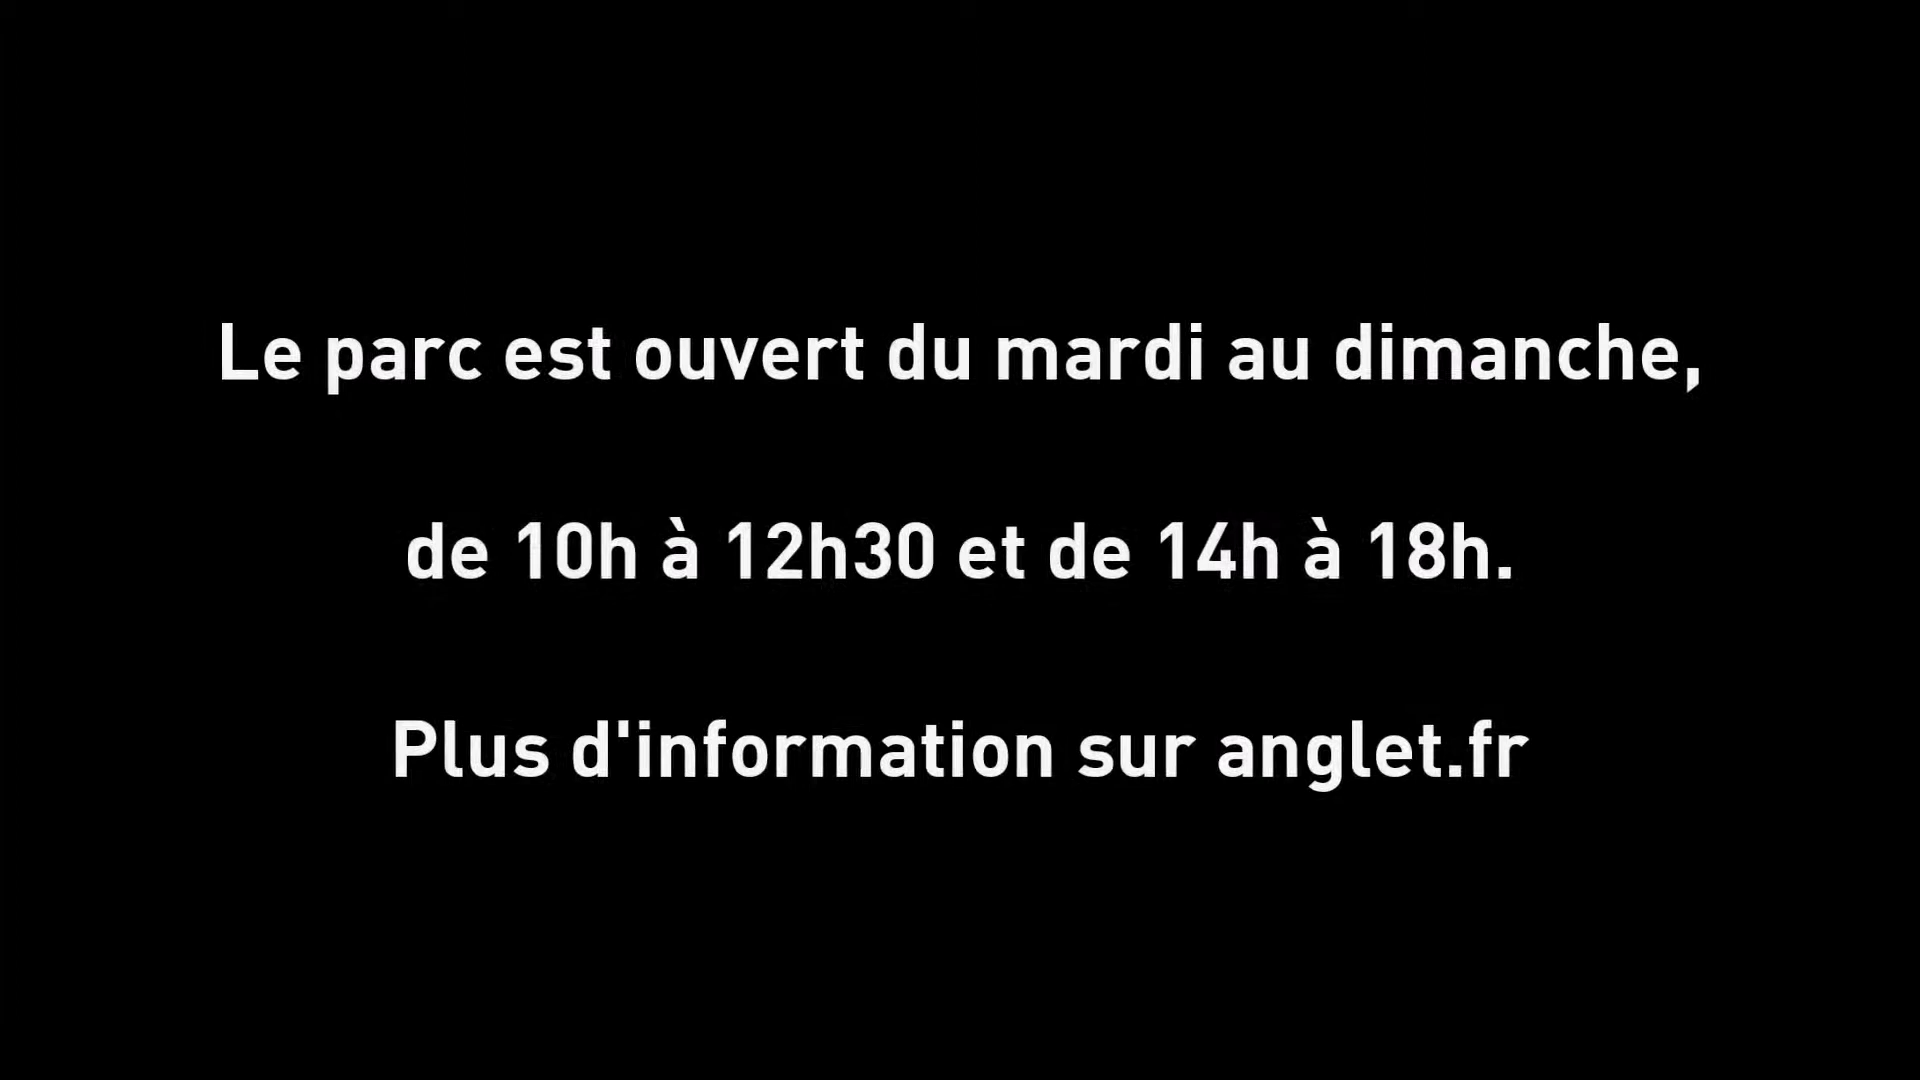 Le parc est ouvert du mardi au dimanche,
de 10h à 12h30 et de 14h à 18h.
Plus d'information sur anglet.fr